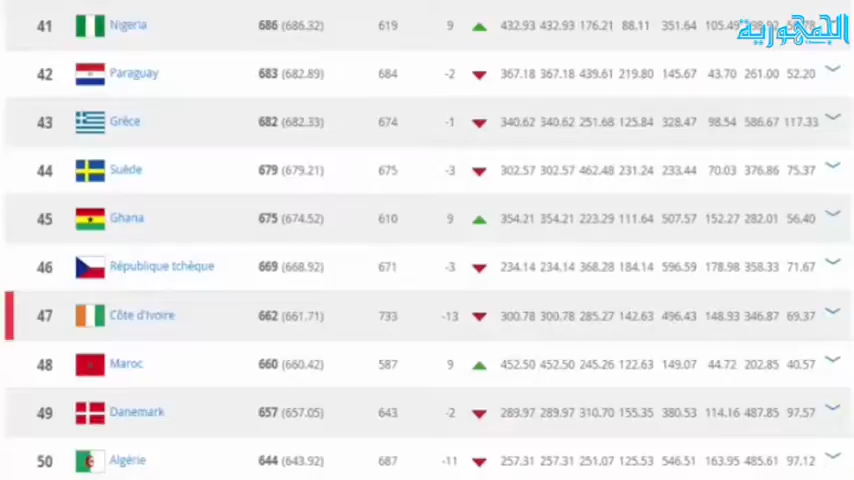 الجمهورية
41 Nigeria 686 (686.32) 619 9 432.93 432.93 176.21 88.11 351.64 105.49
42 Paraguay 683 (682.89) 684 -2 367.18 367.18 439.61 219.80 145.67 43.70 261.00 52.20
43 Grèce 682 (682.33) 674 -1 340.62 340.62 251.68 125.84 328.47 98.54 586.67 117.33
44 Suède 679 (679.21) 675 -3 302.57 302.57 462.48 231.24 233.44 70.03 376.86 75.37
45 Ghana 675 (674.52) 610 9 354.21 354.21 223.29 111.64 507.57 152.27 282.01 56.40
46 République tchèque 669 (668.92) 671 -3 234.14 234.14 368.28 184.14 596.59 178.98 358.33 71.67
47 Côte d'Ivoire 662 (661.71) 733 -13 300.78 300.78 285.27 142.63 496.43 148.93 346.87 69.37
48 Maroc 660 (660.42) 587 9 452.50 452.50 245.26 122.63 149.07 44.72 202.85 40.57
49 Danemark 657 (657.05) 643 -2 289.97 289.97 310.70 155.35 380.53 114.16 487.85 97.57
50 Algérie 644 (643.92) 687 -11 257.31 257.31 251.07 125.53 546.51 163.95 485.61 97.12